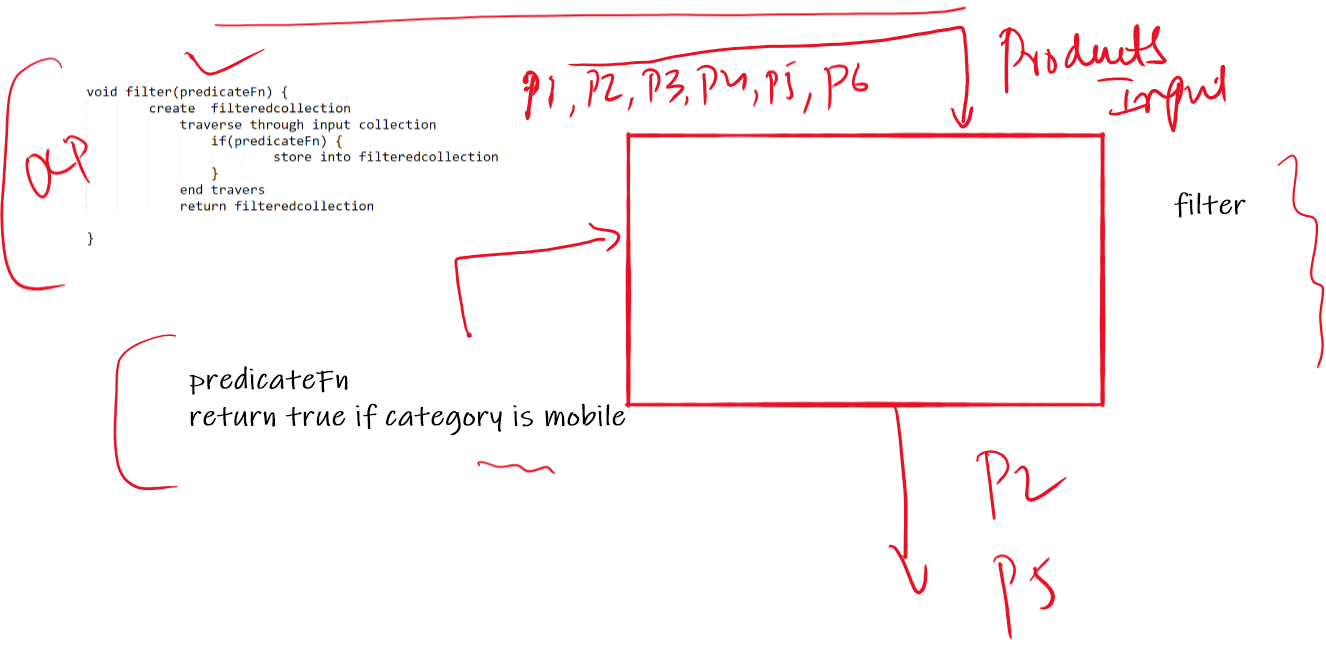 void filter(predicateFn) {
create filteredcollection
traverse through input collection
if(predicateFn) {
store into filteredcollection
}
end travers
return filteredcollection
}
OCP
P1, P2, P3, P4, P5, P6
Products
Input
filter
predicateFn
return true if category is mobile
P2
P5